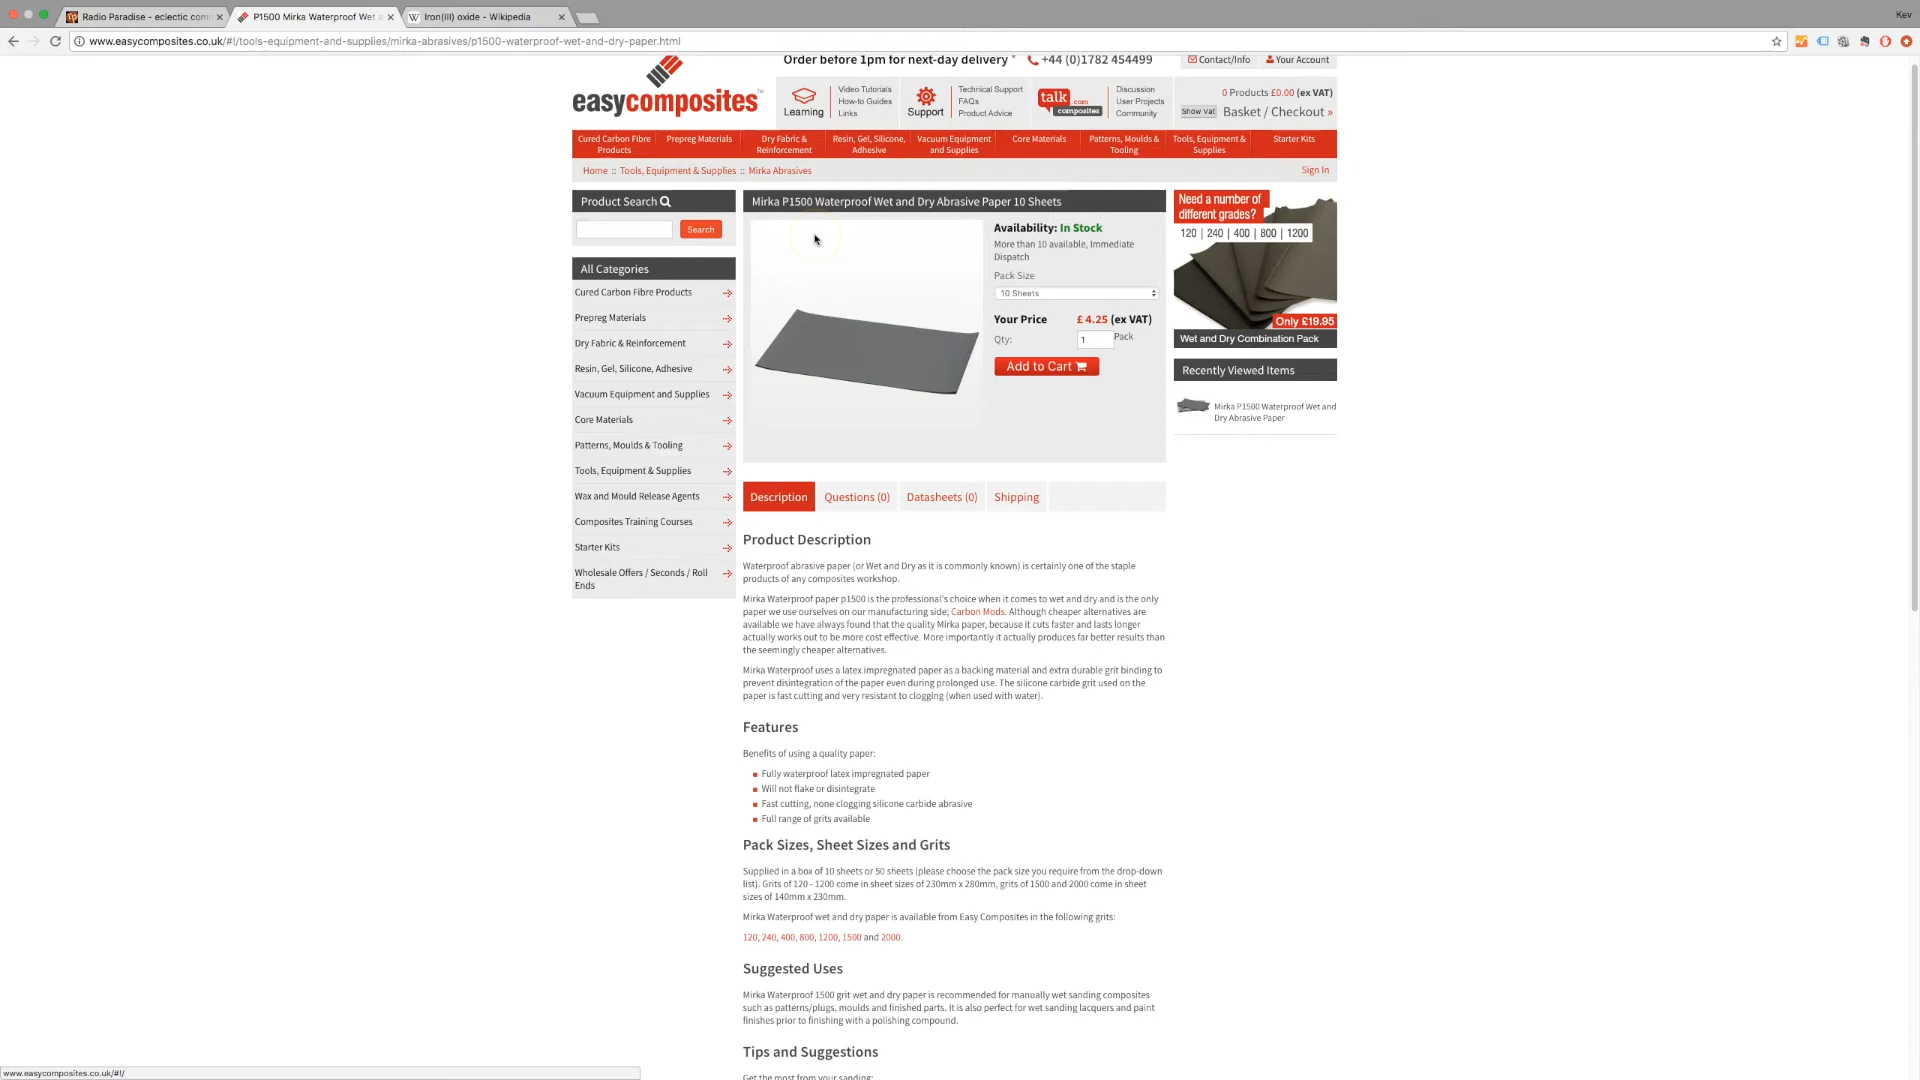 Radio Paradise - eclectic com
P1500 Mirka Waterproof Wet a
Iron(III) oxide - Wikipedia
Kev
www.easycomposites.co.uk/#!/tools-equipment-and-supplies/mirka-abrasives/p1500-waterproof-wet-and-dry-paper.html
Order before 1pm for next-day delivery * +44 (0)1782 454499
Contact/Info
Your Account
easycomposites™
Learning
Video Tutorials
How-to Guides
Links
Support
Technical Support
FAQs
Product Advice
talk.com
composites
Discussion
User Projects
Community
0 Products £0.00 (ex VAT)
Show Vat
Basket / Checkout »
Cured Carbon Fibre
Products
Prepreg Materials
Dry Fabric &
Reinforcement
Resin, Gel, Silicone,
Adhesive
Vacuum Equipment
and Supplies
Core Materials
Patterns, Moulds &
Tooling
Tools, Equipment &
Supplies
Starter Kits
Home :: Tools, Equipment & Supplies :: Mirka Abrasives
Sign In
Product Search
Search
All Categories
Cured Carbon Fibre Products
Prepreg Materials
Dry Fabric & Reinforcement
Resin, Gel, Silicone, Adhesive
Vacuum Equipment and Supplies
Core Materials
Patterns, Moulds & Tooling
Tools, Equipment & Supplies
Wax and Mould Release Agents
Composites Training Courses
Starter Kits
Wholesale Offers / Seconds / Roll
Ends
Mirka P1500 Waterproof Wet and Dry Abrasive Paper 10 Sheets
Availability: In Stock
More than 10 available, Immediate
Dispatch
Pack Size
10 Sheets
Your Price £ 4.25 (ex VAT)
Qty: 1 Pack
Add to Cart
Need a number of
different grades?
120 | 240 | 400 | 800 | 1200
Only £19.95
Wet and Dry Combination Pack
Recently Viewed Items
Mirka P1500 Waterproof Wet and
Dry Abrasive Paper
Description
Questions (0)
Datasheets (0)
Shipping
Product Description
Waterproof abrasive paper (or Wet and Dry as it is commonly known) is certainly one of the staple
products of any composites workshop.
Mirka Waterproof paper p1500 is the professional's choice when it comes to wet and dry and is the only
paper we use ourselves on our manufacturing side; Carbon Mods. Although cheaper alternatives are
available we have always found that the quality Mirka paper, because it cuts faster and lasts longer
actually works out to be more cost effective. More importantly it actually produces far better results than
the seemingly cheaper alternatives.
Mirka Waterproof uses a latex impregnated paper as a backing material and extra durable grit binding to
prevent disintegration of the paper even during prolonged use. The silicone carbide grit used on the
paper is fast cutting and very resistant to clogging (when used with water).
Features
Benefits of using a quality paper:
Fully waterproof latex impregnated paper
Will not flake or disintegrate
Fast cutting, none clogging silicone carbide abrasive
Full range of grits available
Pack Sizes, Sheet Sizes and Grits
Supplied in a box of 10 sheets or 50 sheets (please choose the pack size you require from the drop-down
list). Grits of 120 - 1200 come in sheet sizes of 230mm x 280mm, grits of 1500 and 2000 come in sheet
sizes of 140mm x 230mm.
Mirka Waterproof wet and dry paper is available from Easy Composites in the following grits:
120, 240, 400, 800, 1200, 1500 and 2000.
Suggested Uses
Mirka Waterproof 1500 grit wet and dry paper is recommended for manually wet sanding composites
such as patterns/plugs, moulds and finished parts. It is also perfect for wet sanding lacquers and paint
finishes prior to finishing with a polishing compound.
Tips and Suggestions
Get the most from your sanding:
www.easycomposites.co.uk/#!/